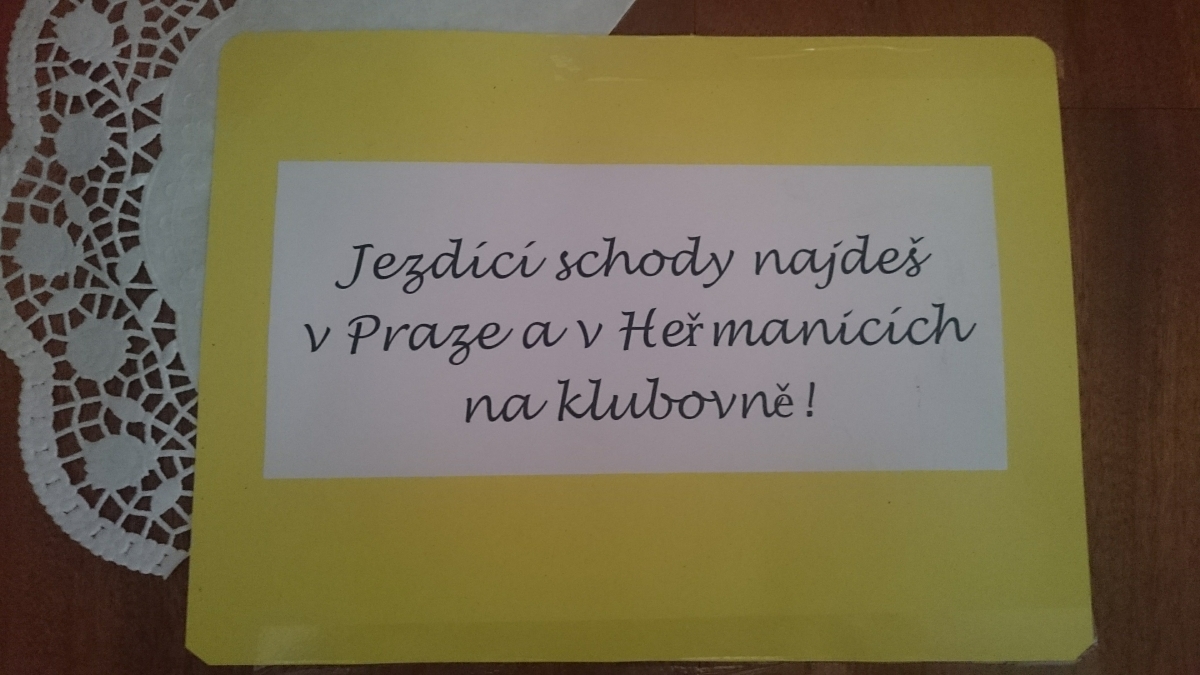 Jezdící schody najdeš
v Praze a v Heřmanicích
na klubovně!